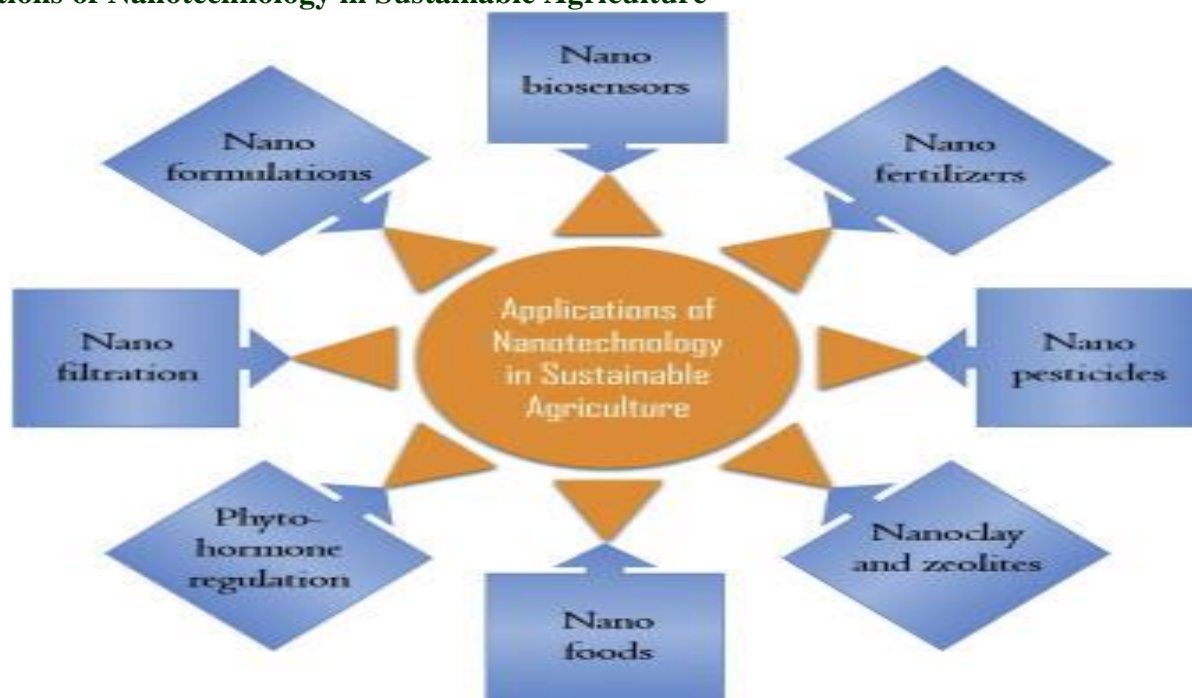 of Nanotechnology in Sustainable Agriculture
Nano
biosensors
Nano
fertilizers
Nano
pesticides
Nanoclay
and zeolites
Nano
foods
Phyto-
hormone
regulation
Nano
filtration
Nano
formulations
Applications of
Nanotechnology
in Sustainable
Agriculture